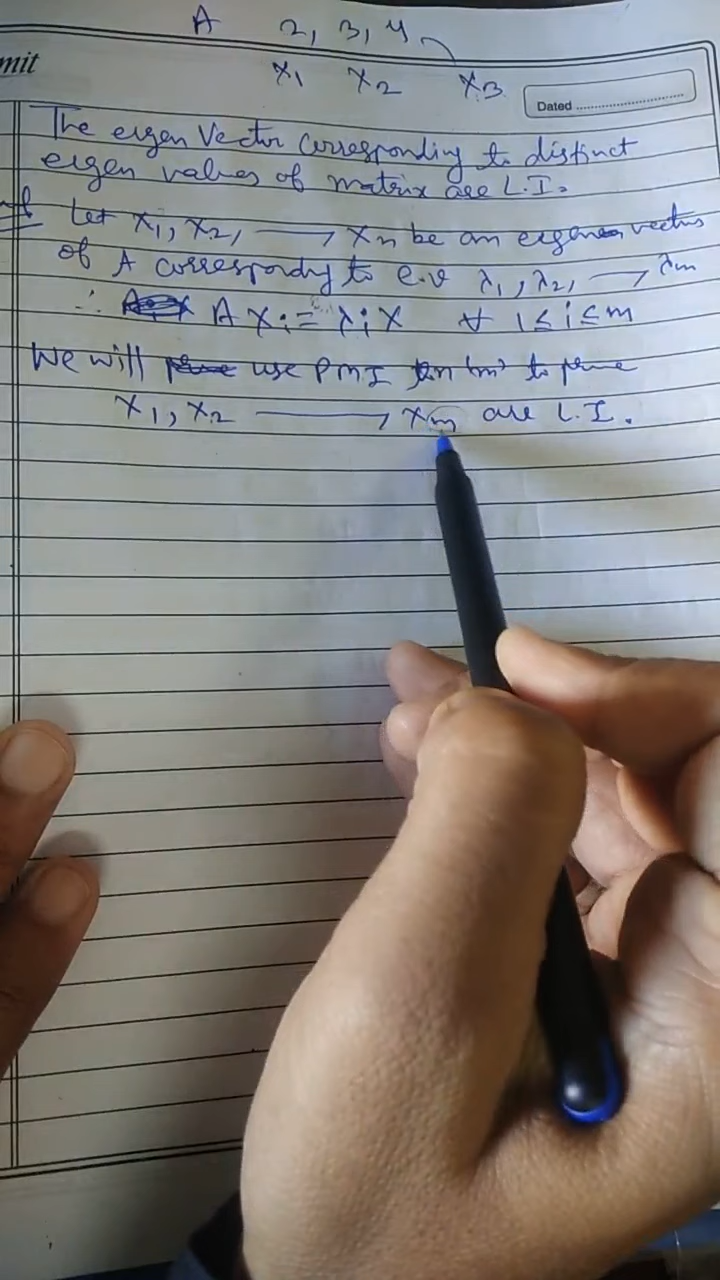 A 2, 3, 4
mit
x1 x2 x3
Dated
The eigen Vector corresponding to distinct
eigen values of matrix are L.I.
Let x1, x2, ——, xm be an eigen vectors
of A correspondy to e.v λ1, λ2, —, λm
∴ A Xi = λi X ∀ 1 ≤ i ≤ m
We will use PMI on 'm' to prove
x1, x2 ——, xm are L.I.